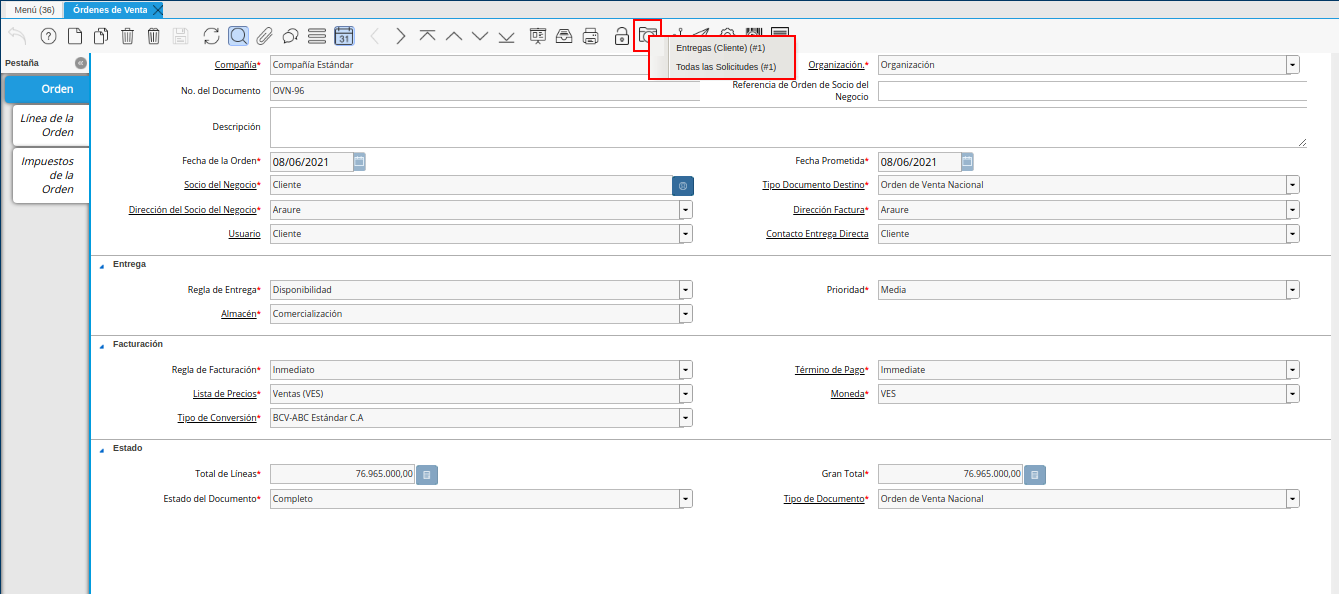 Menú (36)
Órdenes de Venta
31
Entregas (Cliente) (#1)
Todas las Solicitudes (#1)
Pestaña
Orden
Línea de la
Orden
Impuestos
de la
Orden
Compañía* Compañía Estándar
Organización.* Organización
No. del Documento OVN-96
Referencia de Orden de Socio del
Negocio
Descripción
Fecha de la Orden* 08/06/2021
Fecha Prometida* 08/06/2021
Socio del Negocio* Cliente
Tipo Documento Destino* Orden de Venta Nacional
Dirección del Socio del Negocio* Araure
Dirección Factura* Araure
Usuario Cliente
Contacto Entrega Directa Cliente
Entrega
Regla de Entrega* Disponibilidad
Prioridad* Media
Almacén* Comercialización
Facturación
Regla de Facturación* Inmediato
Término de Pago* Immediate
Lista de Precios* Ventas (VES)
Moneda* VES
Tipo de Conversión* BCV-ABC Estándar C.A
Estado
Total de Líneas* 76.965.000,00
Gran Total* 76.965.000,00
Estado del Documento* Completo
Tipo de Documento* Orden de Venta Nacional